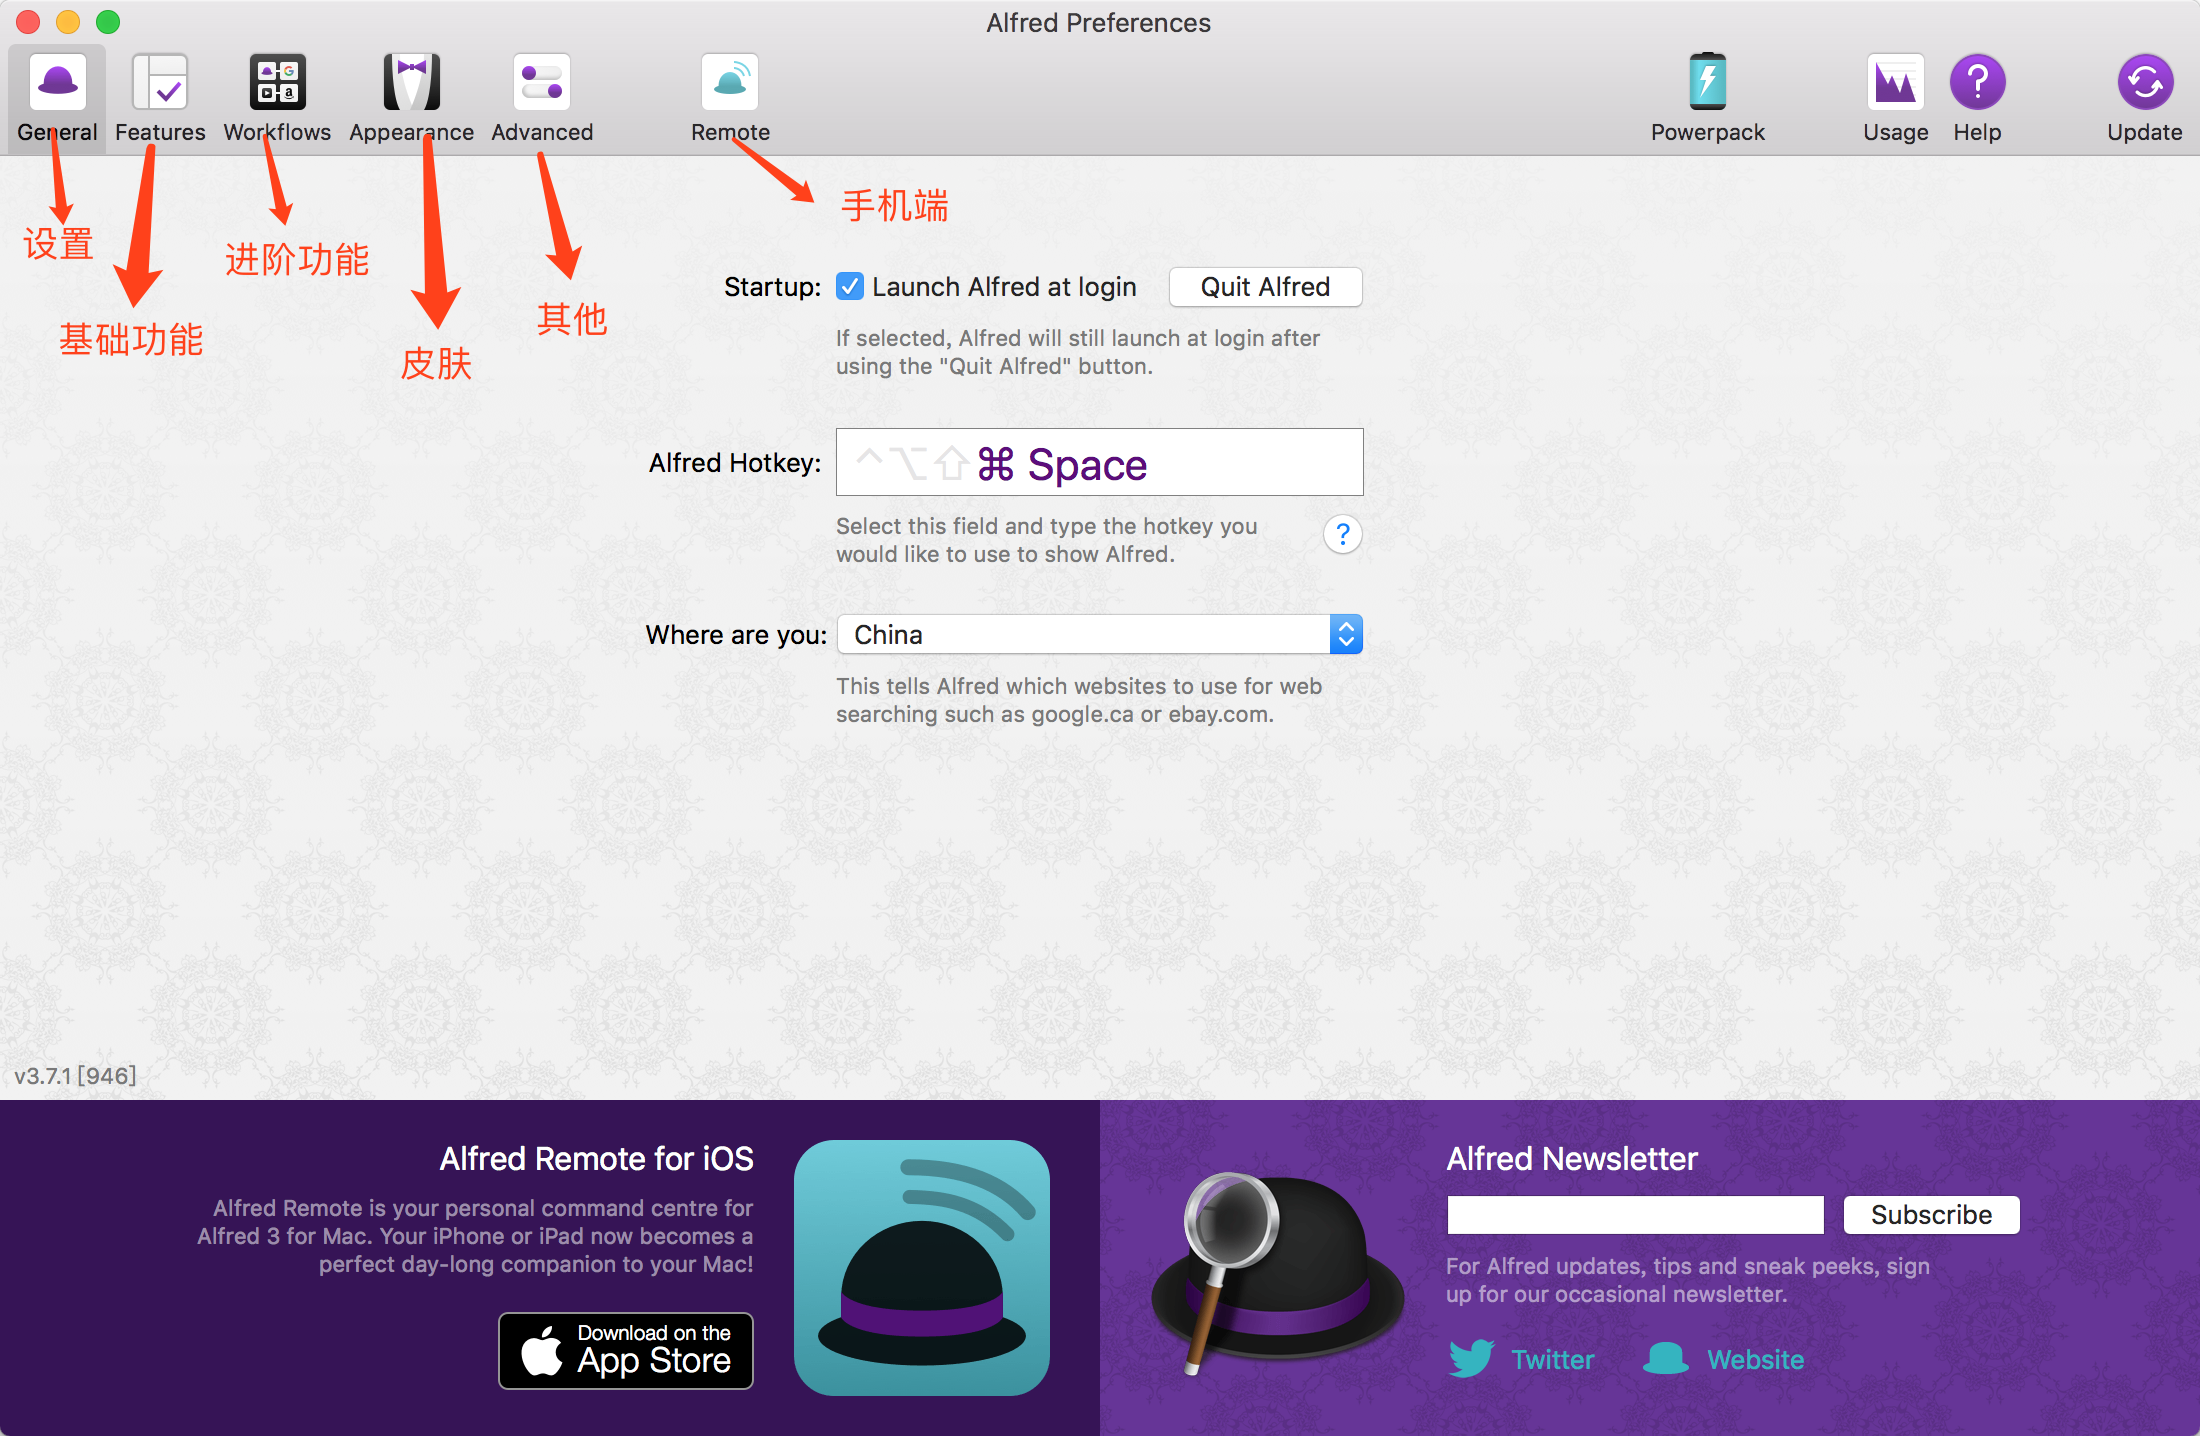 Alfred Preferences
General Features Workflows Appearance Advanced Remote Powerpack Usage Help Update
设置
基础功能
进阶功能
皮肤
其他
手机端
Startup: Launch Alfred at login Quit Alfred
If selected, Alfred will still launch at login after
using the "Quit Alfred" button.
Alfred Hotkey: ⌃⌥⇧⌘ Space
Select this field and type the hotkey you
would like to use to show Alfred.
?
Where are you: China
This tells Alfred which websites to use for web
searching such as google.ca or ebay.com.
v3.7.1 [946]
Alfred Remote for iOS
Alfred Remote is your personal command centre for
Alfred 3 for Mac. Your iPhone or iPad now becomes a
perfect day-long companion to your Mac!
Download on the
App Store
Alfred Newsletter
Subscribe
For Alfred updates, tips and sneak peeks, sign
up for our occasional newsletter.
Twitter Website